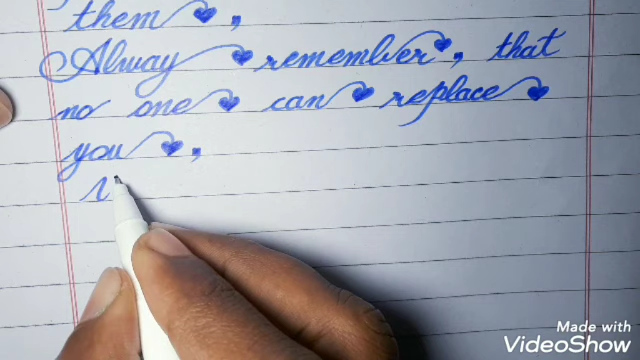 them,
Alway remember, that
no one can replace
you,
Made with
VideoShow